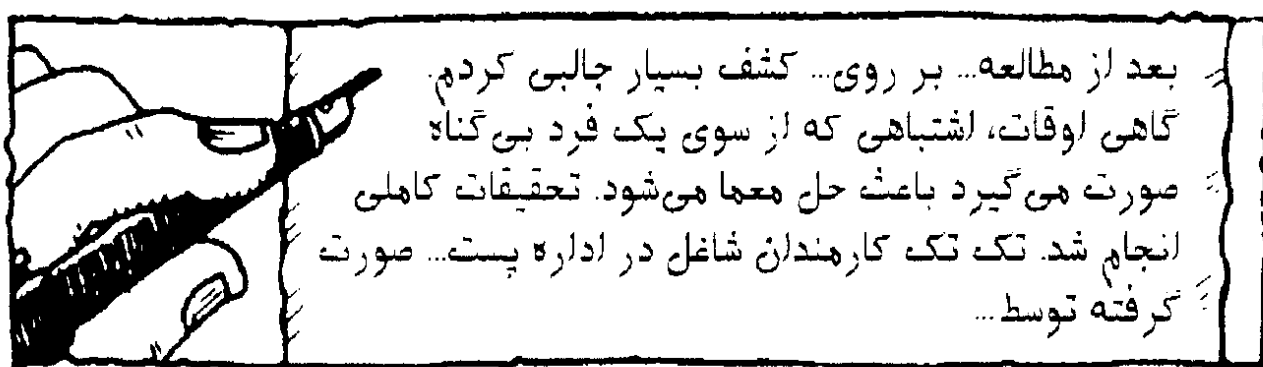 بعد از مطالعه... بر روی... کشف بسیار جالبی کردم.
گاهی اوقات، اشتباهی که از سوی یک فرد بی‌گناه
صورت می‌گیرد باعث حل معما می‌شود. تحقیقات کاملی
انجام شد. تک تک کارمندان شاغل در اداره پست... صورت
گرفته توسط...